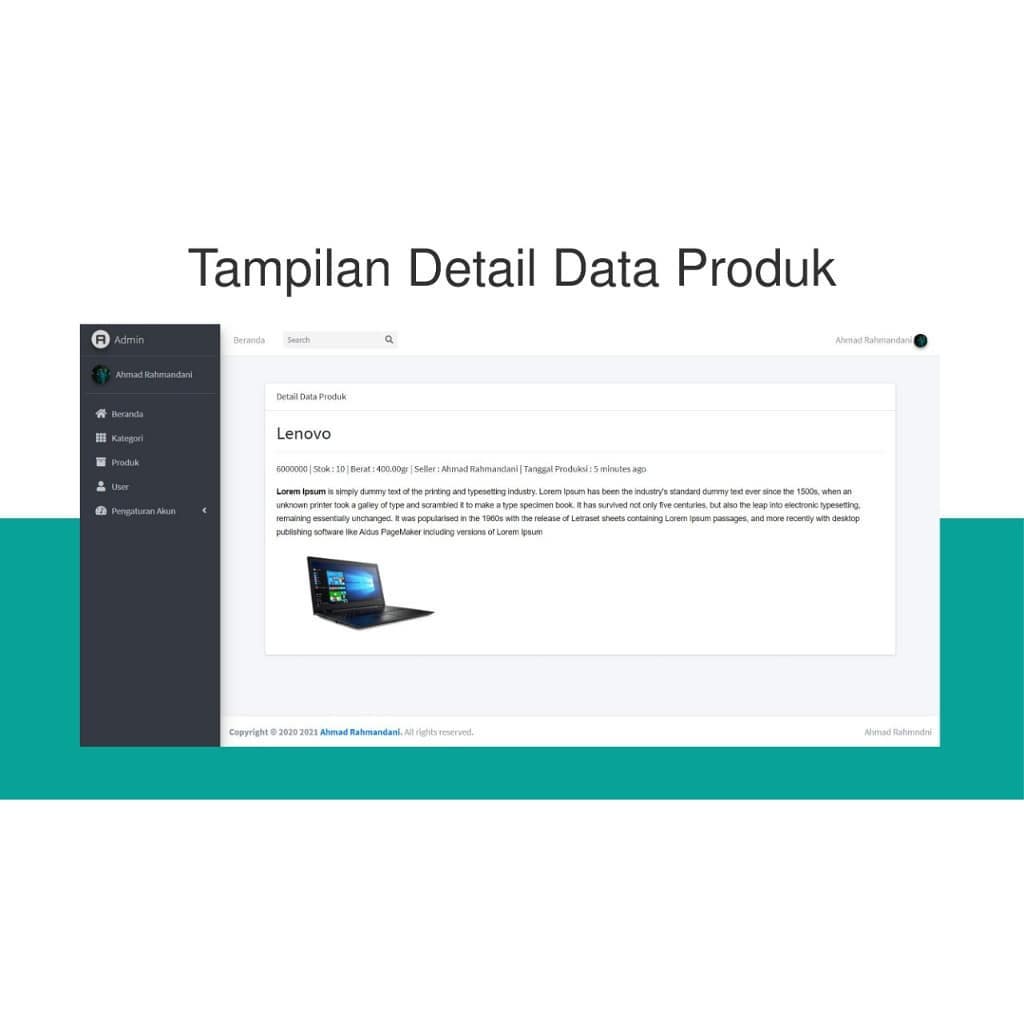 Tampilan Detail Data Produk
Admin
Beranda
Search
Ahmad Rahmandani
Ahmad Rahmandani
Beranda
Kategori
Produk
User
Pengaturan Akun
Detail Data Produk
Lenovo
6000000 | Stok : 10 | Berat : 400.00gr | Seller : Ahmad Rahmandani | Tanggal Produksi : 5 minutes ago
Lorem Ipsum is simply dummy text of the printing and typesetting industry. Lorem Ipsum has been the industry's standard dummy text ever since the 1500s, when an
unknown printer took a galley of type and scrambled it to make a type specimen book. It has survived not only five centuries, but also the leap into electronic typesetting,
remaining essentially unchanged. It was popularised in the 1960s with the release of Letraset sheets containing Lorem Ipsum passages, and more recently with desktop
publishing software like Aldus PageMaker including versions of Lorem Ipsum
Copyright © 2020 2021 Ahmad Rahmandani. All rights reserved.
Ahmad Rahmndni